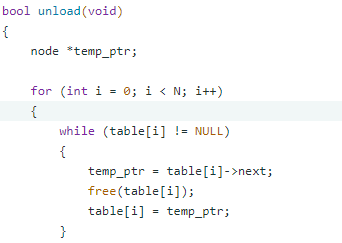 bool unload(void)
{
    node *temp_ptr;

    for (int i = 0; i < N; i++)
    {
        while (table[i] != NULL)
        {
            temp_ptr = table[i]->next;
            free(table[i]);
            table[i] = temp_ptr;
        }